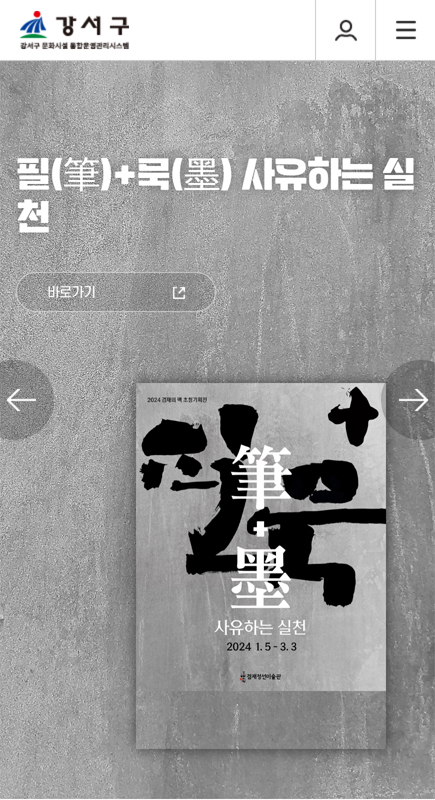 강서구
강서구 문화시설 통합운영관리시스템
필(筆)+묵(墨) 사유하는 실
천
바로가기
2024 겸재의 맥 초청기획전
필+묵
筆
+
墨
사유하는 실천
2024 1. 5 - 3. 3
겸재정선미술관